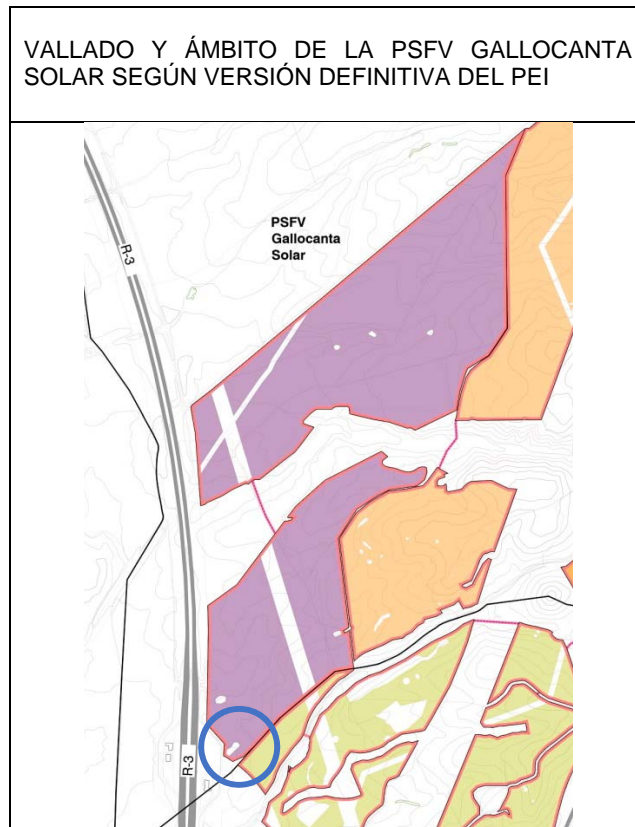 VALLADO Y ÁMBITO DE LA PSFV GALLOCANTA
SOLAR SEGÚN VERSIÓN DEFINITIVA DEL PEI
PSFV
Gallocanta
Solar
R-3
R-3